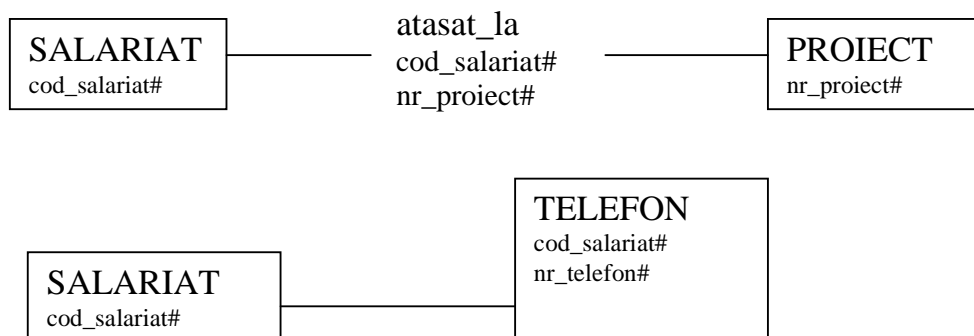 SALARIAT
cod_salariat#
atasat_la
cod_salariat#
nr_proiect#
PROIECT
nr_proiect#
TELEFON
cod_salariat#
nr_telefon#
SALARIAT
cod_salariat#